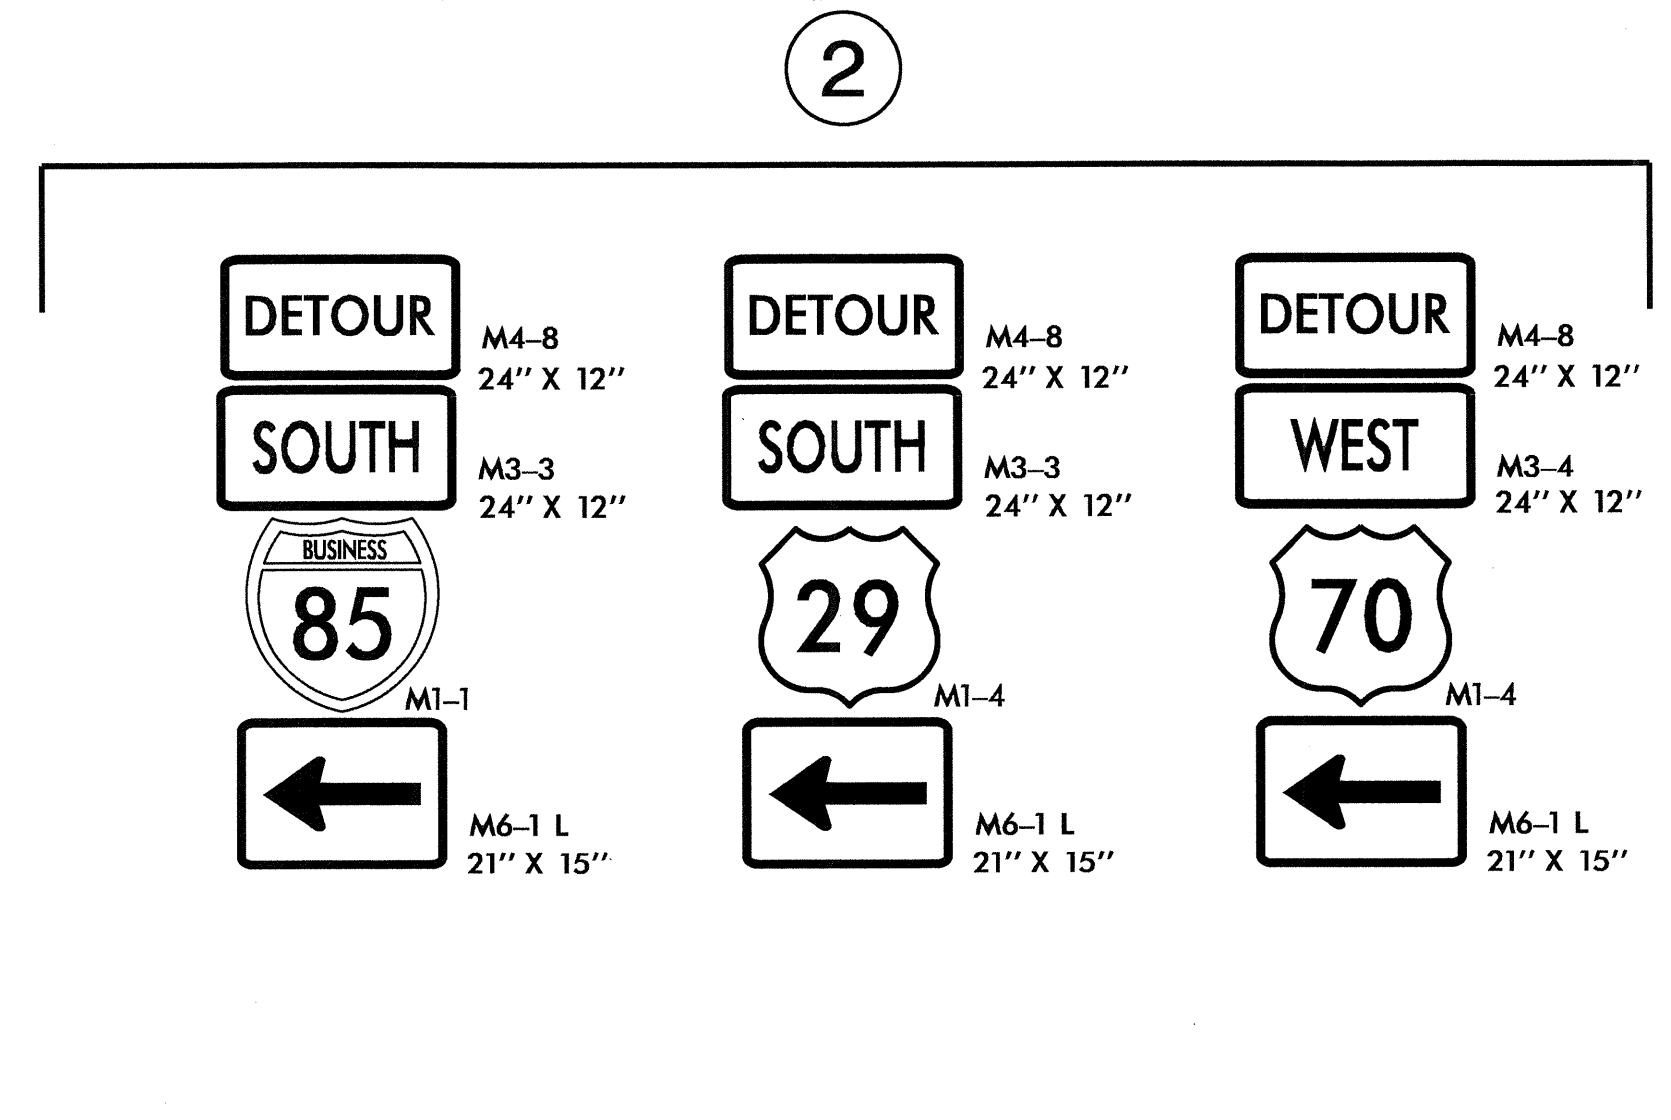 2
DETOUR
M4–8
24" X 12"
SOUTH
M3–3
24" X 12"
BUSINESS
85
M1–1
M6–1 L
21" X 15"
DETOUR
M4–8
24" X 12"
SOUTH
M3–3
24" X 12"
29
M1–4
M6–1 L
21" X 15"
DETOUR
M4–8
24" X 12"
WEST
M3–4
24" X 12"
70
M1–4
M6–1 L
21" X 15"